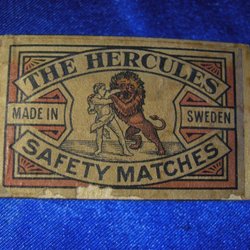 THE HERCULES
MADE IN SWEDEN
SAFETY MATCHES